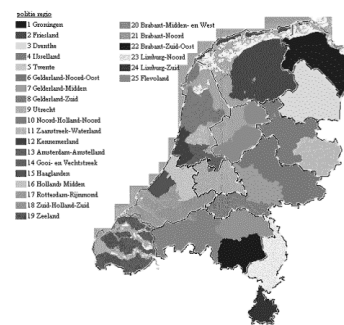 politia regio
1 Groningen
2 Friesland
3 Drenthe
4 IJsselland
5 Twente
6 Gelderland-Noord-Oost
7 Gelderland-Midden
8 Gelderland-Zuid
9 Utrecht
10 Noord-Holland-Noord
11 Zaanstreek-Waterland
12 Kennemerland
13 Amsterdam-Amstelland
14 Gooi- en Vechtstreek
15 Haaglanden
16 Hollands Midden
17 Rotterdam-Rijnmond
18 Zuid-Holland-Zuid
19 Zeeland
20 Brabant-Midden- en West
21 Brabant-Noord
22 Brabant-Zuid-Oost
23 Limburg-Noord
24 Limburg-Zuid
25 Flevoland